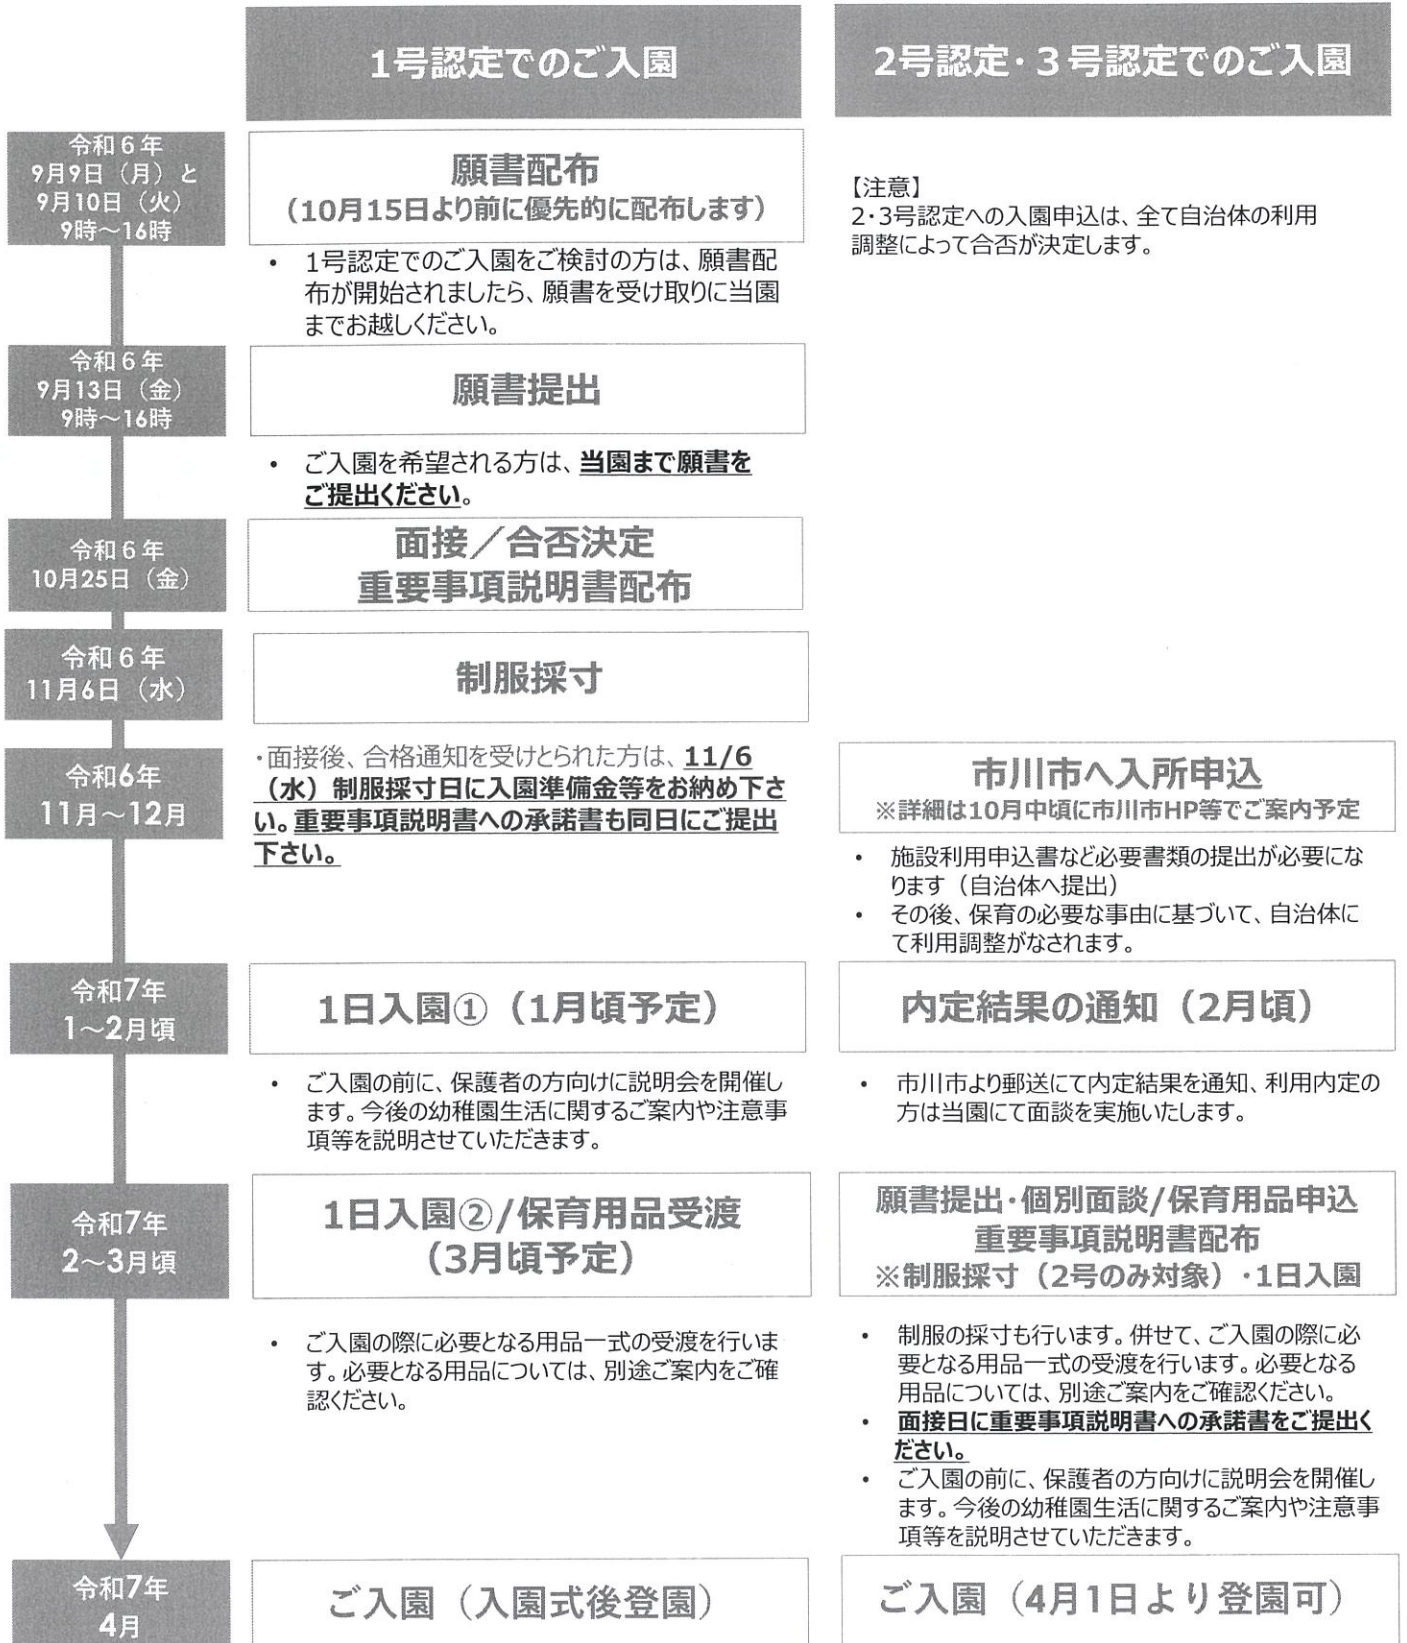 1号認定でのご入園
2号認定・3号認定でのご入園
令和6年
9月9日（月）と
9月10日（火）
9時～16時
願書配布
（10月15日より前に優先的に配布します）
• 1号認定でのご入園をご検討の方は、願書配
布が開始されましたら、願書を受け取りに当園
までお越しください。
【注意】
2・3号認定への入園申込は、全て自治体の利用
調整によって合否が決定します。
令和6年
9月13日（金）
9時～16時
願書提出
• ご入園を希望される方は、当園まで願書を
ご提出ください。
令和6年
10月25日（金）
面接／合否決定
重要事項説明書配布
令和6年
11月6日（水）
制服採寸
令和6年
11月～12月
・面接後、合格通知を受けとられた方は、11/6
（水）制服採寸日に入園準備金等をお納め下さ
い。重要事項説明書への承諾書も同日にご提出
下さい。
市川市へ入所申込
※詳細は10月中頃に市川市HP等でご案内予定
• 施設利用申込書など必要書類の提出が必要にな
ります（自治体へ提出）
• その後、保育の必要な事由に基づいて、自治体に
て利用調整がなされます。
令和7年
1～2月頃
1日入園①（1月頃予定）
• ご入園の前に、保護者の方向けに説明会を開催し
ます。今後の幼稚園生活に関するご案内や注意事
項等を説明させていただきます。
内定結果の通知（2月頃）
• 市川市より郵送にて内定結果を通知、利用内定の
方は当園にて面談を実施いたします。
令和7年
2～3月頃
1日入園②/保育用品受渡
（3月頃予定）
• ご入園の際に必要となる用品一式の受渡を行いま
す。必要となる用品については、別途ご案内をご確
認ください。
願書提出・個別面談/保育用品申込
重要事項説明書配布
※制服採寸（2号のみ対象）・1日入園
• 制服の採寸も行います。併せて、ご入園の際に必
要となる用品一式の受渡を行います。必要となる
用品については、別途ご案内をご確認ください。
• 面接日に重要事項説明書への承諾書をご提出く
ださい。
• ご入園の前に、保護者の方向けに説明会を開催し
ます。今後の幼稚園生活に関するご案内や注意事
項等を説明させていただきます。
令和7年
4月
ご入園（入園式後登園）
ご入園（4月1日より登園可）